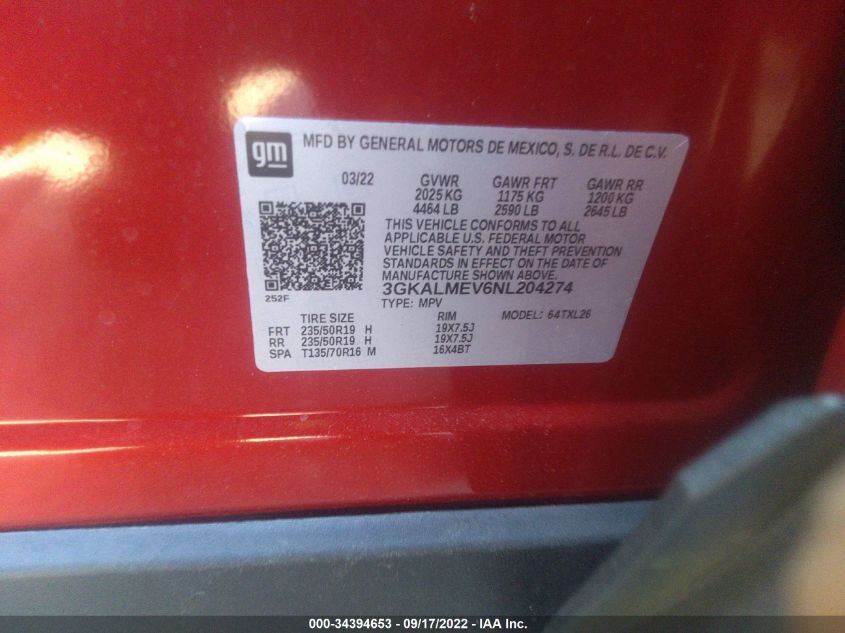 gm MFD BY GENERAL MOTORS DE MEXICO, S. DE R.L. DE C.V.
03/22 GVWR GAWR FRT GAWR RR
2025 KG 1175 KG 1200 KG
4464 LB 2590 LB 2645 LB
THIS VEHICLE CONFORMS TO ALL
APPLICABLE U.S. FEDERAL MOTOR
VEHICLE SAFETY AND THEFT PREVENTION
STANDARDS IN EFFECT ON THE DATE OF
MANUFACTURE SHOWN ABOVE.
3GKALMEV6NL204274
252F
TYPE: MPV MODEL: 64TXL26
TIRE SIZE RIM
FRT 235/50R19 H 19X7.5J
RR 235/50R19 H 19X7.5J
SPA T135/70R16 M 16X4BT
000-34394653 - 09/17/2022 - IAA Inc.